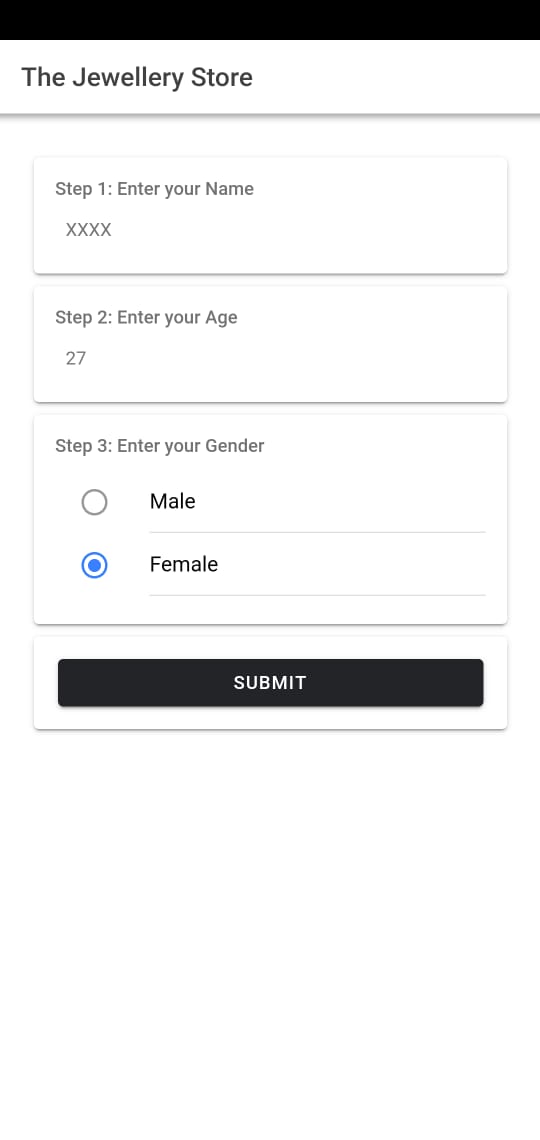 The Jewellery Store
Step 1: Enter your Name
XXXX
Step 2: Enter your Age
27
Step 3: Enter your Gender
Male
Female
SUBMIT